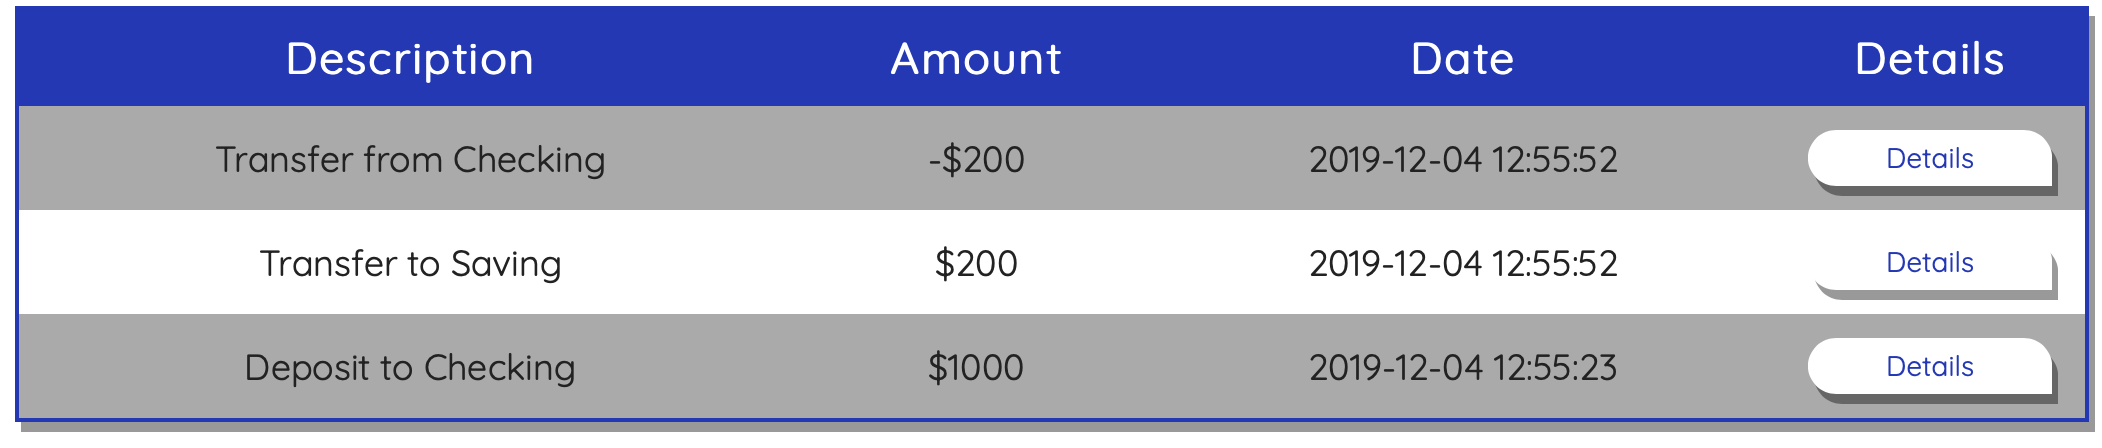 Description Amount Date Details
Transfer from Checking -$200 2019-12-04 12:55:52 Details
Transfer to Saving $200 2019-12-04 12:55:52 Details
Deposit to Checking $1000 2019-12-04 12:55:23 Details